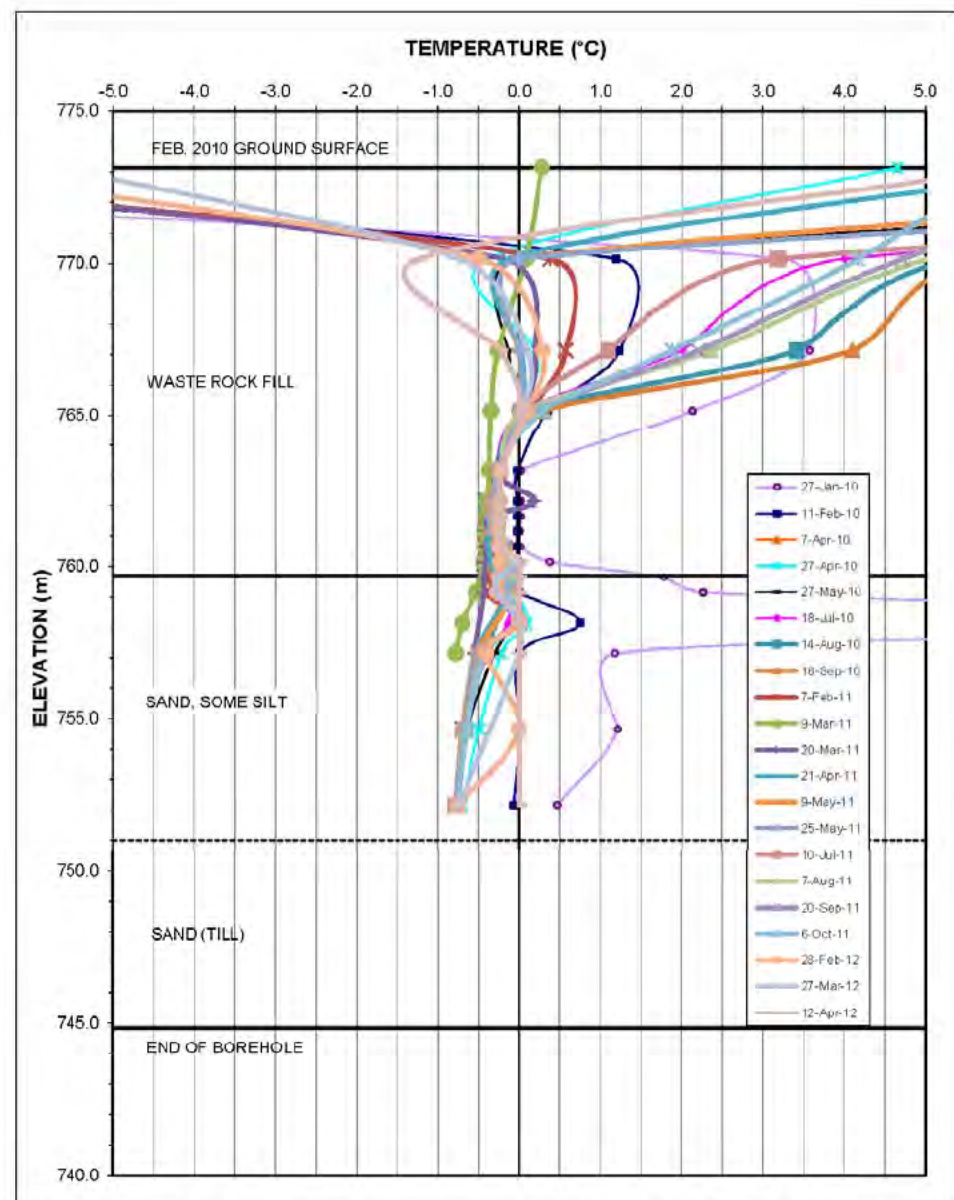 TEMPERATURE (°C)
-5.0 -4.0 -3.0 -2.0 -1.0 0.0 1.0 2.0 3.0 4.0 5.0
775.0
FEB. 2010 GROUND SURFACE
770.0
WASTE ROCK FILL
765.0
27-Jan-10
11-Feb-10
7-Apr-10
27-Apr-10
27-May-10
18-Jul-10
14-Aug-10
16-Sep-10
7-Feb-11
9-Mar-11
20-Mar-11
21-Apr-11
9-May-11
25-May-11
10-Jul-11
7-Aug-11
20-Sep-11
6-Oct-11
28-Feb-12
27-Mar-12
12-Apr-12
760.0
ELEVATION (m)
SAND, SOME SILT
755.0
750.0
SAND (TILL)
745.0
END OF BOREHOLE
740.0